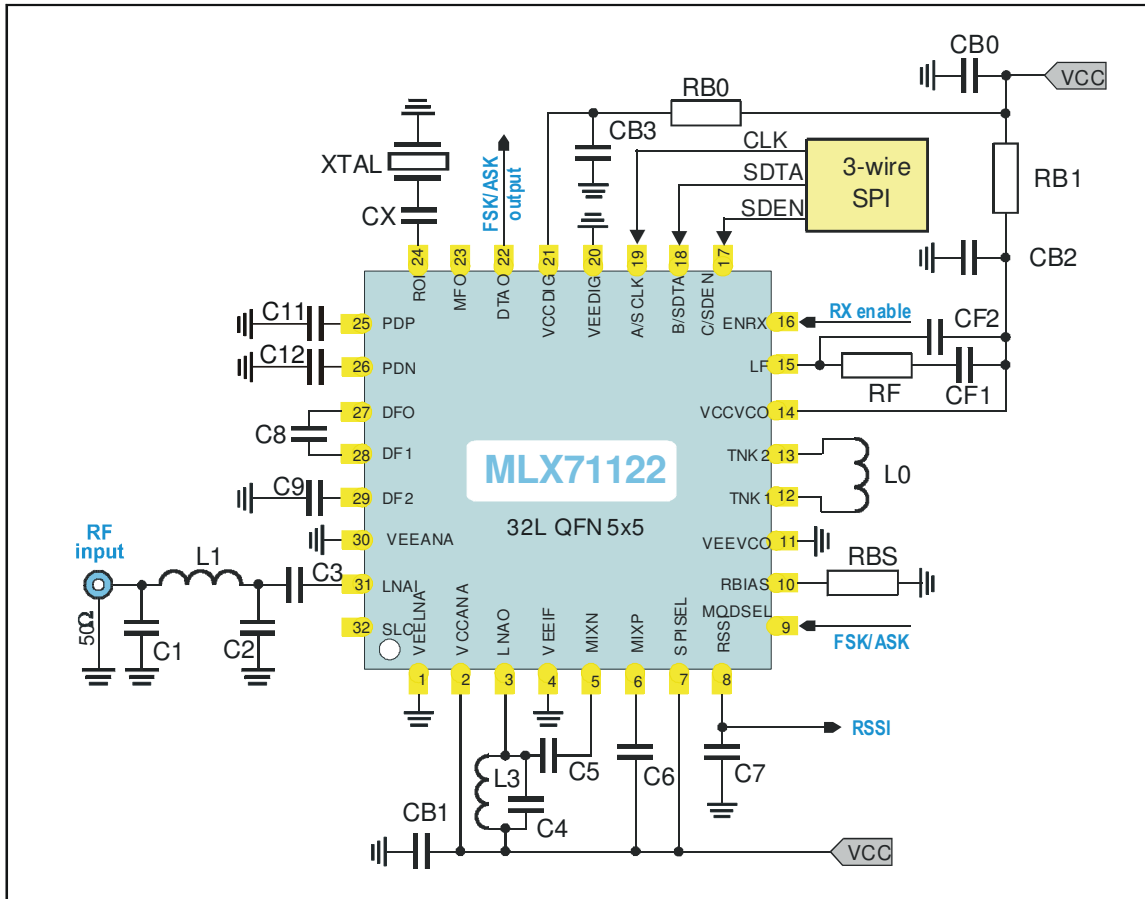 CB0
VCC
RB0
CB3
CLK
SDTA
SDEN
3-wire
SPI
RB1
XTAL
CX
FSK/ASK
output
CB2
24
23
22
21
20
19
18
17
ROI
MFO
DTAO
VCCDIG
VEEDIG
A/SCLK
B/SDTA
C/SDEN
C11
25
PDP
ENRX
16
RX enable
CF2
C12
26
PDN
LF
15
RF
CF1
27
DFO
VCCVCO
14
C8
28
DF1
MLX71122
TNK2
13
L0
C9
29
DF2
TNK1
12
32L QFN 5x5
30
VEEANA
VEEVCO
11
RF
input
L1
C3
31
LNAI
RBIAS
10
RBS
50Ω
C1
C2
32
SLC
MODSEL
9
FSK/ASK
VEELNA
VCCANA
LNAO
VEEIF
MIXN
MIXP
SPISEL
RSSI
1
2
3
4
5
6
7
8
RSSI
L3
C5
C4
C6
C7
CB1
VCC